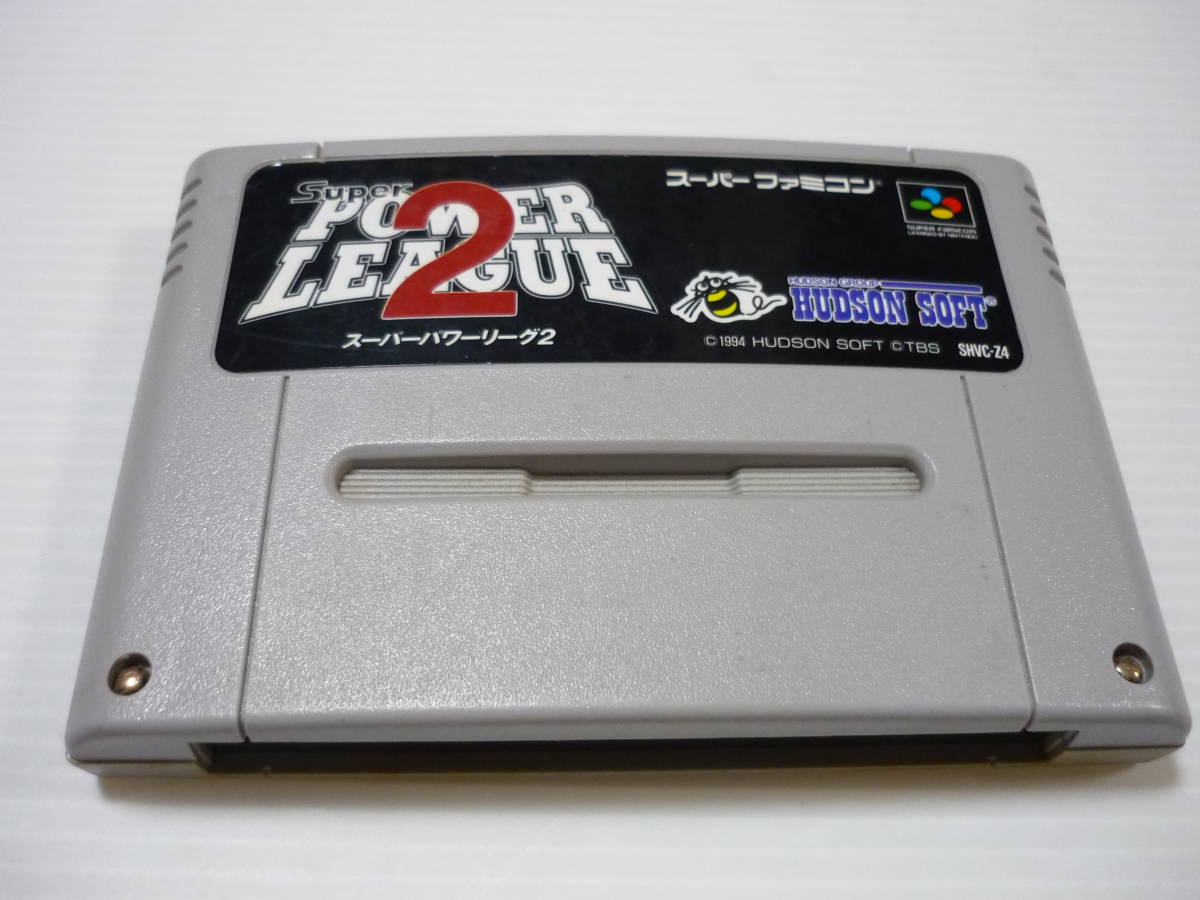 Super
POWER
LEAGUE
2
スーパーパワーリーグ2
スーパーファミコン
SUPER FAMICOM
LICENSED BY NINTENDO
HUDSON GROUP
HUDSON SOFT®
©1994 HUDSON SOFT ©TBS SHVC-Z4